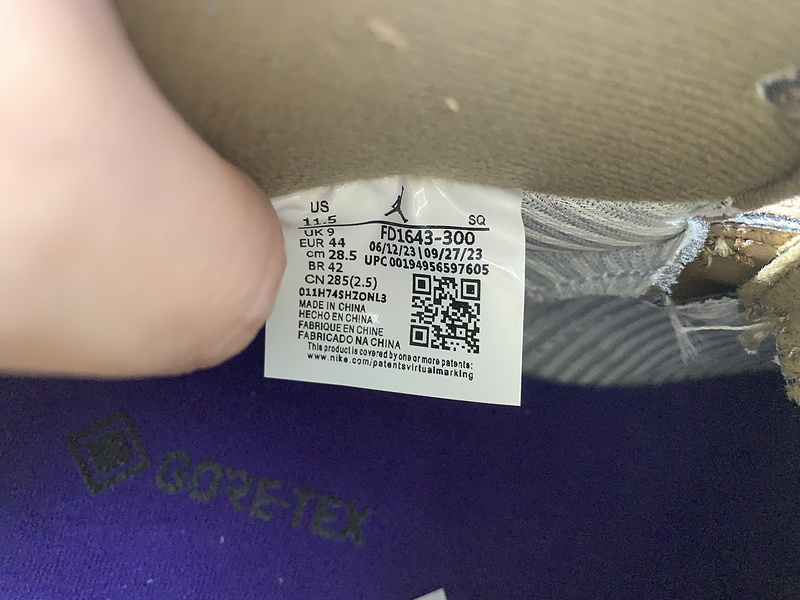 US
11.5 SQ
UK 9 FD1643-300
EUR 44 06/12/23|09/27/23
cm 28.5 UPC 00194956597605
BR 42
CN 285(2.5)
011H74SHZONL3
MADE IN CHINA
HECHO EN CHINA
FABRIQUE EN CHINE
FABRICADO NA CHINA
This product is covered by one or more patents:
www.nike.com/patentsvirtualmarking
GORE-TEX